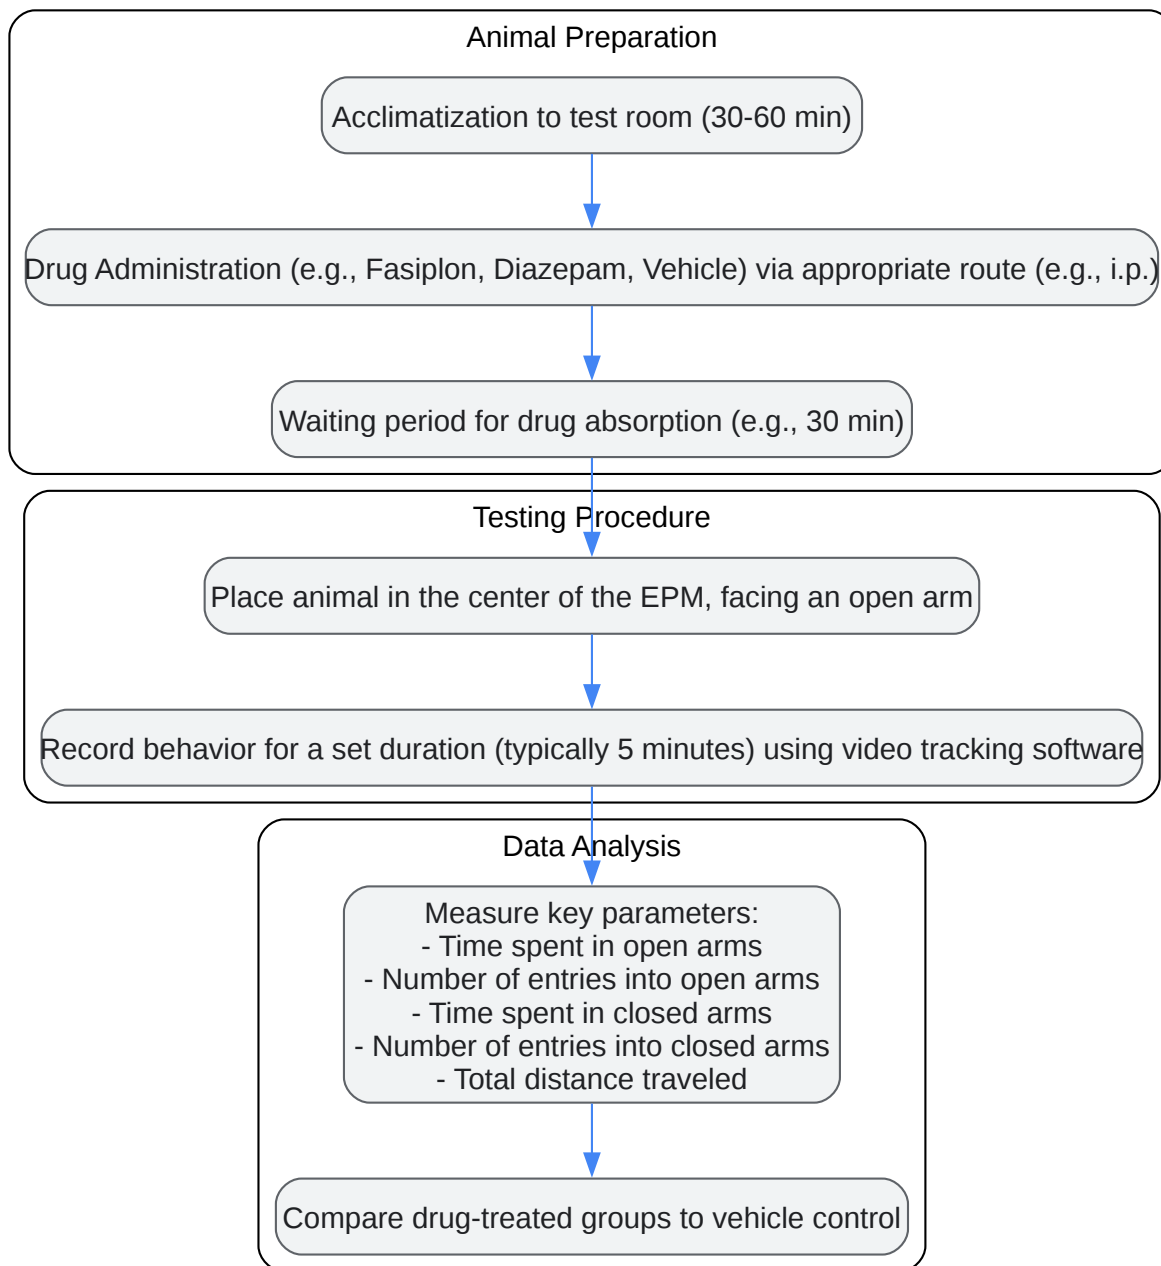 Animal Preparation
Acclimatization to test room (30-60 min)
Drug Administration (e.g., Fasiplon, Diazepam, Vehicle) via appropriate route (e.g., i.p.)
Waiting period for drug absorption (e.g., 30 min)
Testing Procedure
Place animal in the center of the EPM, facing an open arm
Record behavior for a set duration (typically 5 minutes) using video tracking software
Data Analysis
Measure key parameters:
- Time spent in open arms
- Number of entries into open arms
- Time spent in closed arms
- Number of entries into closed arms
- Total distance traveled
Compare drug-treated groups to vehicle control